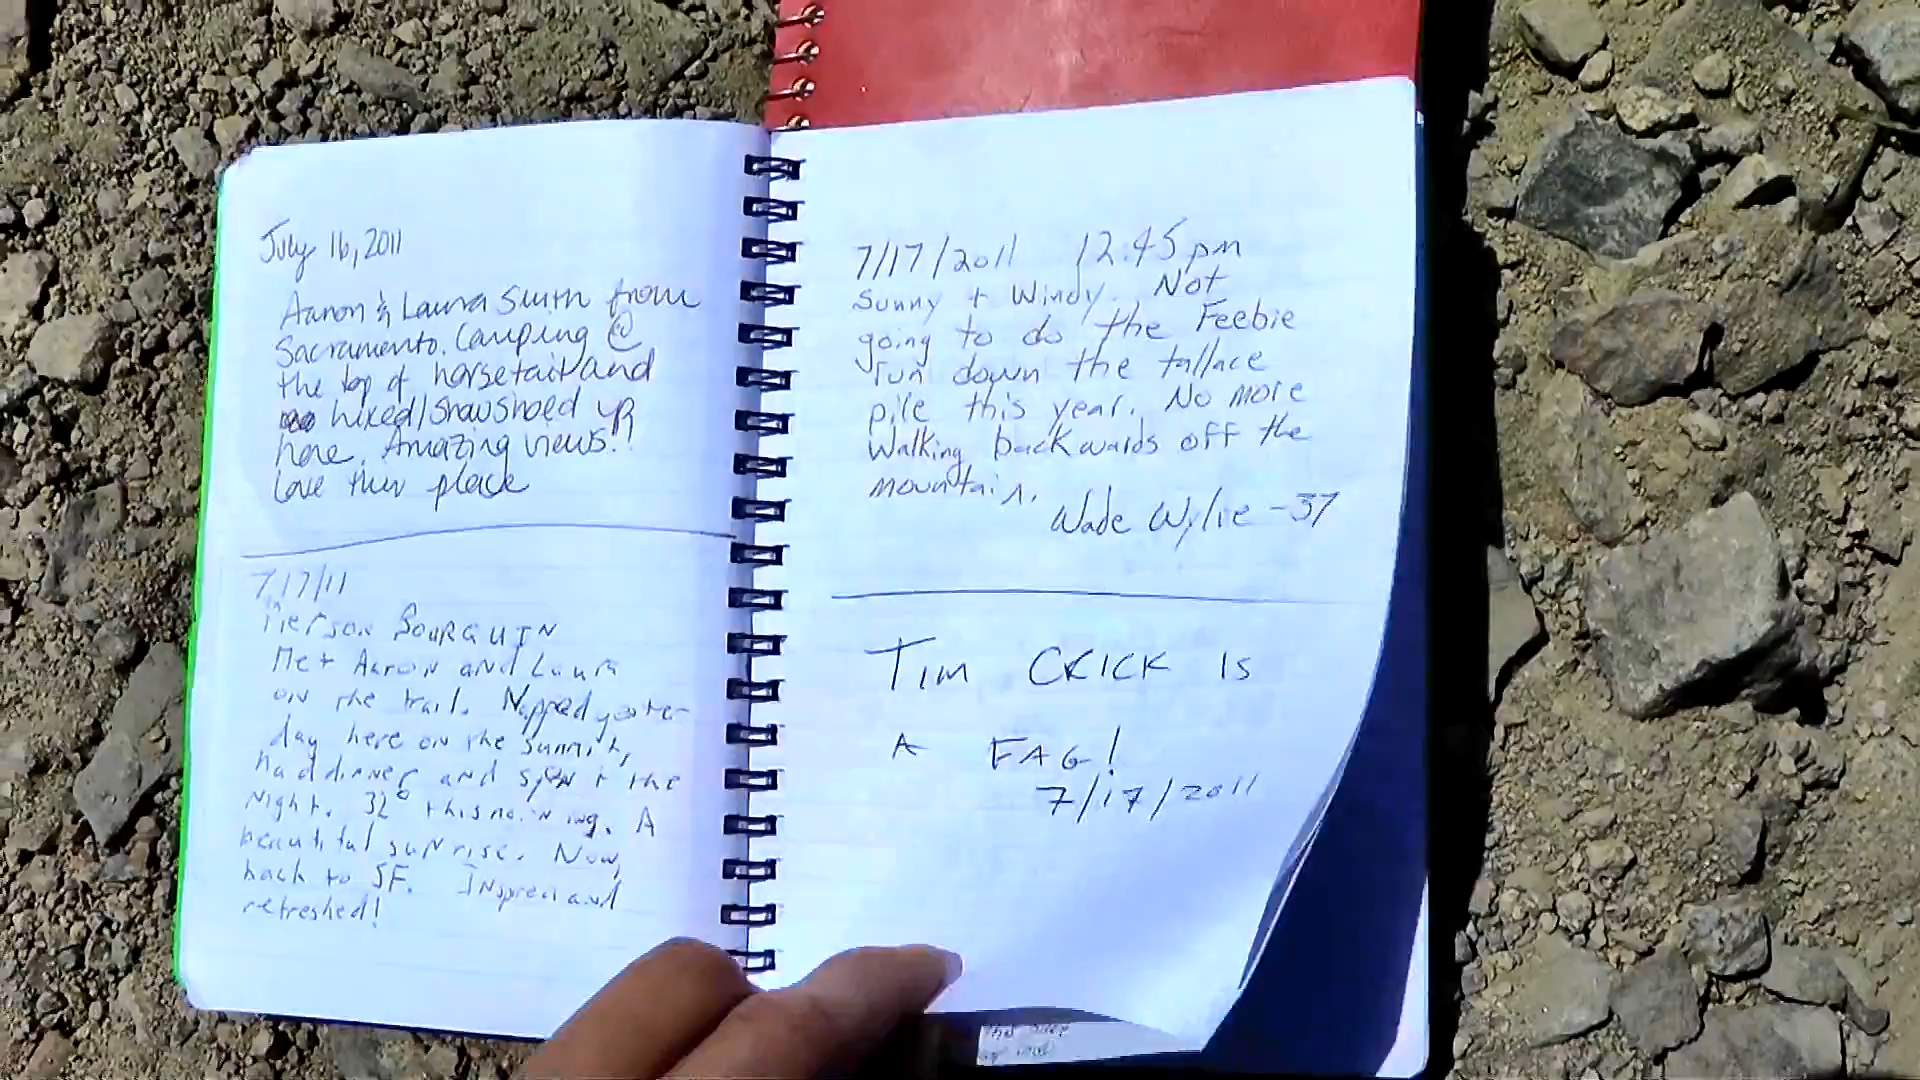 July 16, 2011
Aaron & Laura Smith from
Sacramento. Camping @
the top of horsetail and
hiked/snowshoed up
here. Amazing views!!
Love this place
7/17/11
Pierson BOURQUIN
Met Aaron and Laura
on the trail. Napped yester-
day here on the summit,
had dinner and spent the
night. 32° this morning. A
beautiful sunrise. Now,
back to SF. Inspired and
refreshed!
7/17/2011 12:45pm
Sunny + Windy. Not
going to do the Feebie
run down the tallace
pile this year. No more
Walking backwards off the
mountain.
Wade Wylie -37
TIM CRICK IS
A FAG!
7/17/2011